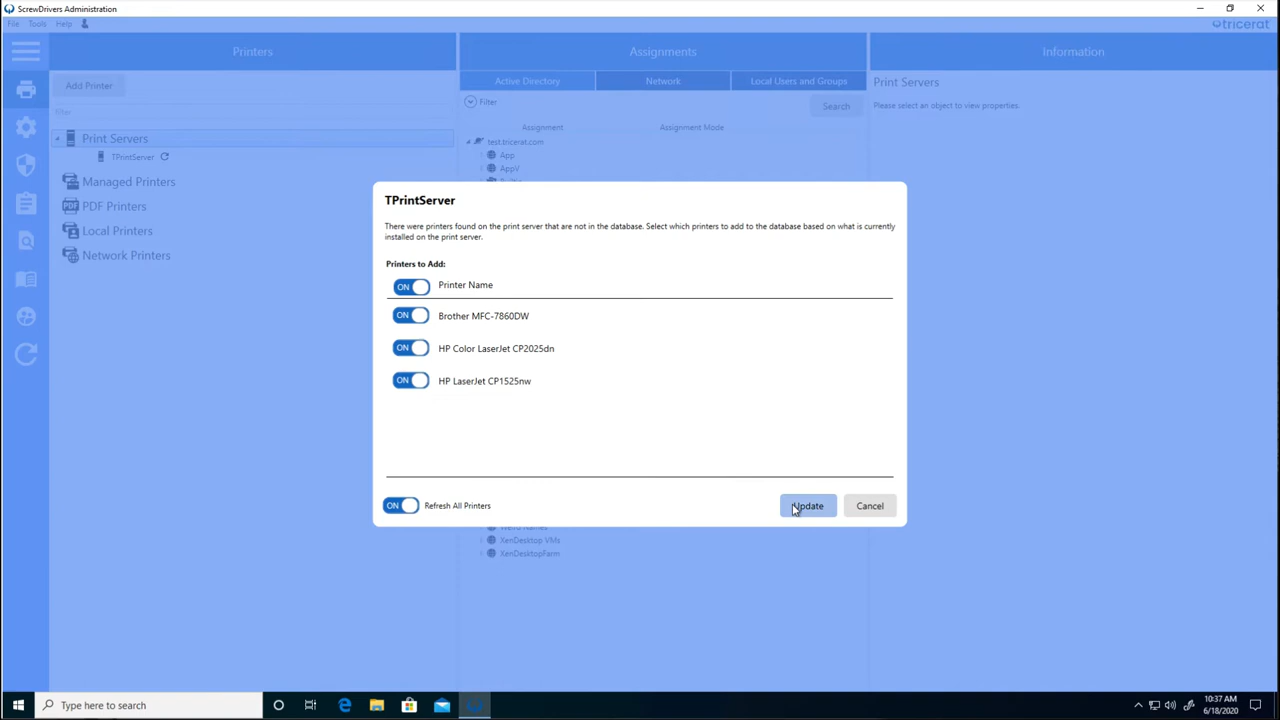 ScrewDrivers Administration
File Tools Help
tricerat
Printers
Assignments
Information
Add Printer
Active Directory
Network
Local Users and Groups
Print Servers
Please select an object to view properties.
Filter
Filter
Search
Assignment
Assignment Mode
Print Servers
TPrintServer
Managed Printers
PDF Printers
Local Printers
Network Printers
test.tricerat.com
App
AppV
TPrintServer
There were printers found on the print server that are not in the database. Select which printers to add to the database based on what is currently
installed on the print server.
Printers to Add:
ON Printer Name
ON Brother MFC-7860DW
ON HP Color LaserJet CP2025dn
ON HP LaserJet CP1525nw
ON Refresh All Printers
Update
Cancel
XenDesktop VMs
XenDesktopFarm
Type here to search
10:37 AM
6/18/2020